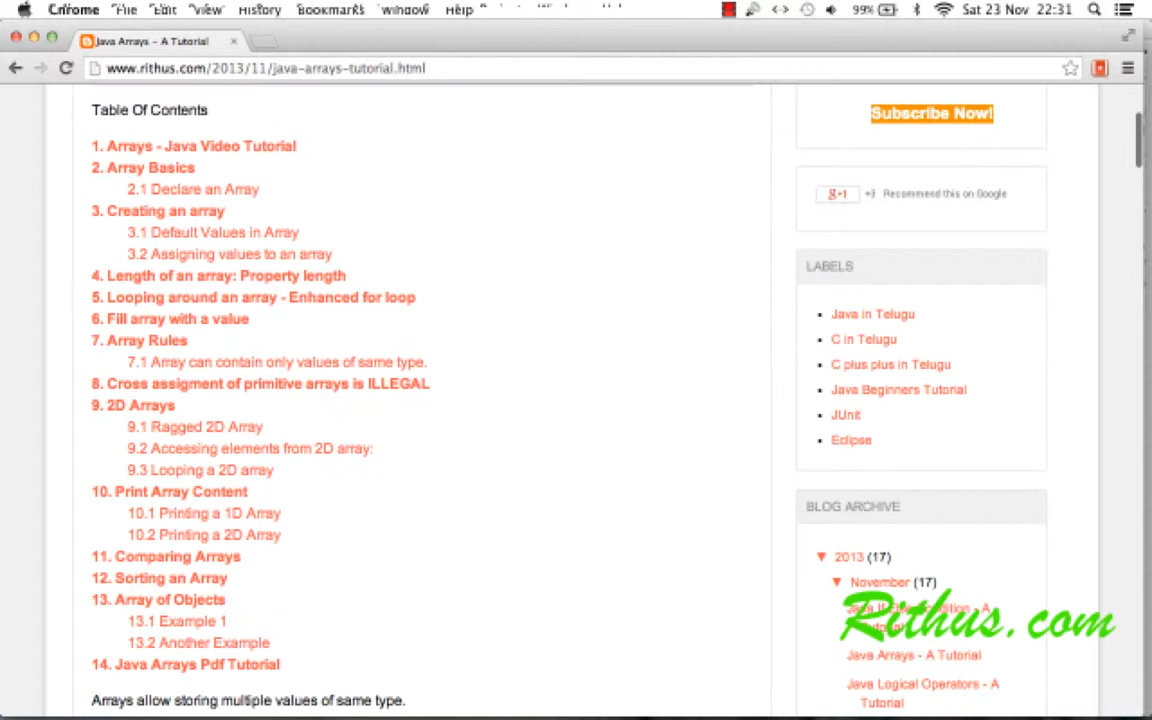 Chrome File Edit View History Bookmarks Window Help
99% Sat 23 Nov 22:31
Java Arrays - A Tutorial
www.rithus.com/2013/11/java-arrays-tutorial.html
Table Of Contents
1. Arrays - Java Video Tutorial
2. Array Basics
2.1 Declare an Array
3. Creating an array
3.1 Default Values in Array
3.2 Assigning values to an array
4. Length of an array: Property length
5. Looping around an array - Enhanced for loop
6. Fill array with a value
7. Array Rules
7.1 Array can contain only values of same type.
8. Cross assigment of primitive arrays is ILLEGAL
9. 2D Arrays
9.1 Ragged 2D Array
9.2 Accessing elements from 2D array:
9.3 Looping a 2D array
10. Print Array Content
10.1 Printing a 1D Array
10.2 Printing a 2D Array
11. Comparing Arrays
12. Sorting an Array
13. Array of Objects
13.1 Example 1
13.2 Another Example
14. Java Arrays Pdf Tutorial
Arrays allow storing multiple values of same type.
Subscribe Now!
g+1 +3 Recommend this on Google
LABELS
Java in Telugu
C in Telugu
C plus plus in Telugu
Java Beginners Tutorial
JUnit
Eclipse
BLOG ARCHIVE
▼ 2013 (17)
▼ November (17)
Java If Else Condition - A
Tutorial
Java Arrays - A Tutorial
Java Logical Operators - A
Tutorial
Rithus.com